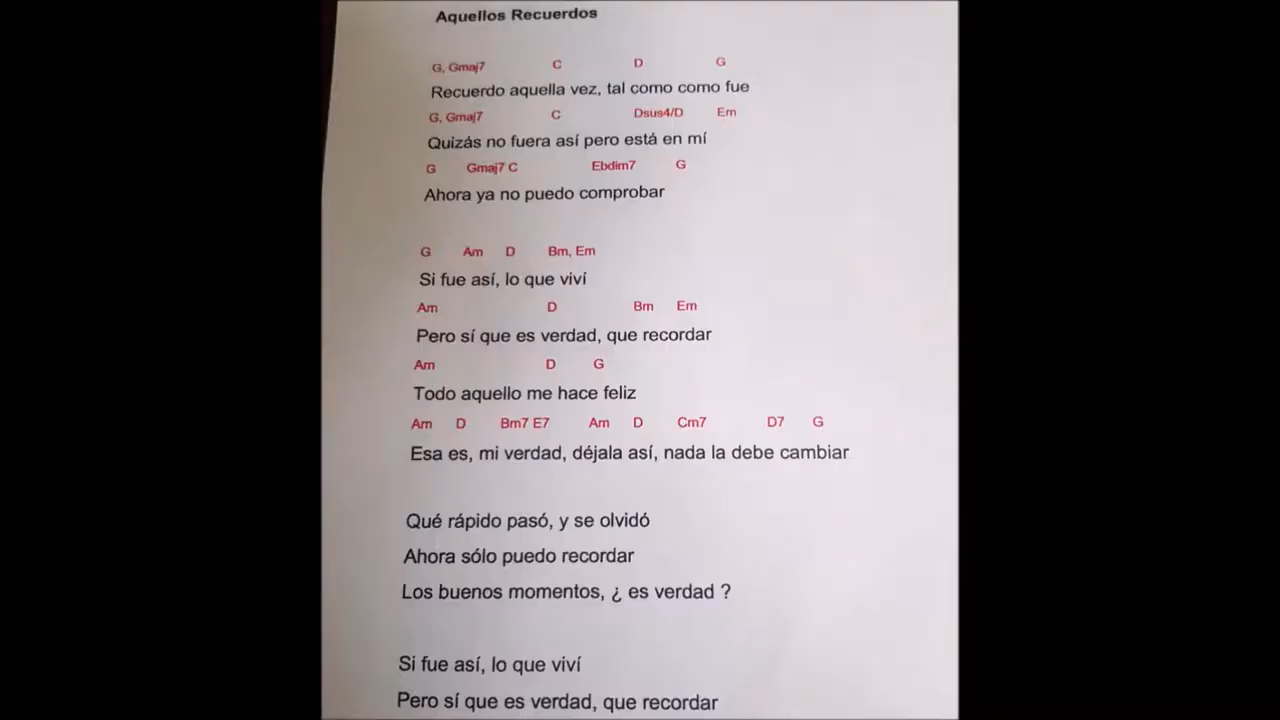 Aquellos Recuerdos
G, Gmaj7 C D G
Recuerdo aquella vez, tal como como fue
G, Gmaj7 C Dsus4/D Em
Quizás no fuera así pero está en mí
G Gmaj7 C Ebdim7 G
Ahora ya no puedo comprobar
G Am D Bm, Em
Si fue así, lo que viví
Am D Bm Em
Pero sí que es verdad, que recordar
Am D G
Todo aquello me hace feliz
Am D Bm7 E7 Am D Cm7 D7 G
Esa es, mi verdad, déjala así, nada la debe cambiar
Qué rápido pasó, y se olvidó
Ahora sólo puedo recordar
Los buenos momentos, ¿ es verdad ?
Si fue así, lo que viví
Pero sí que es verdad, que recordar